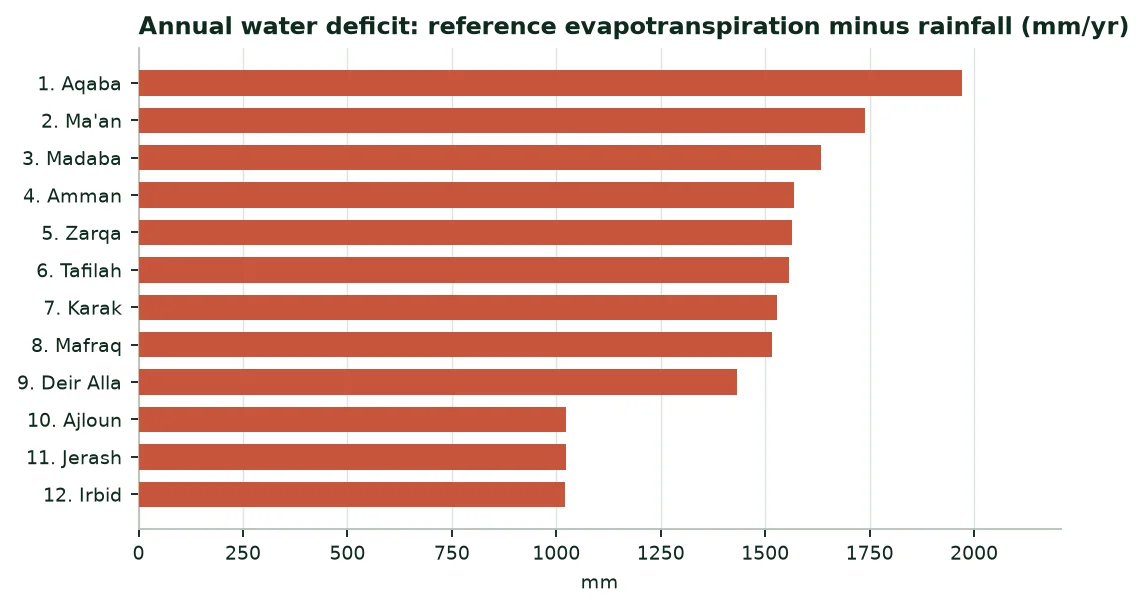 Annual water deficit: reference evapotranspiration minus rainfall (mm/yr)
1. Aqaba
2. Ma'an
3. Madaba
4. Amman
5. Zarqa
6. Tafilah
7. Karak
8. Mafraq
9. Deir Alla
10. Ajloun
11. Jerash
12. Irbid
0 250 500 750 1000 1250 1500 1750 2000
mm